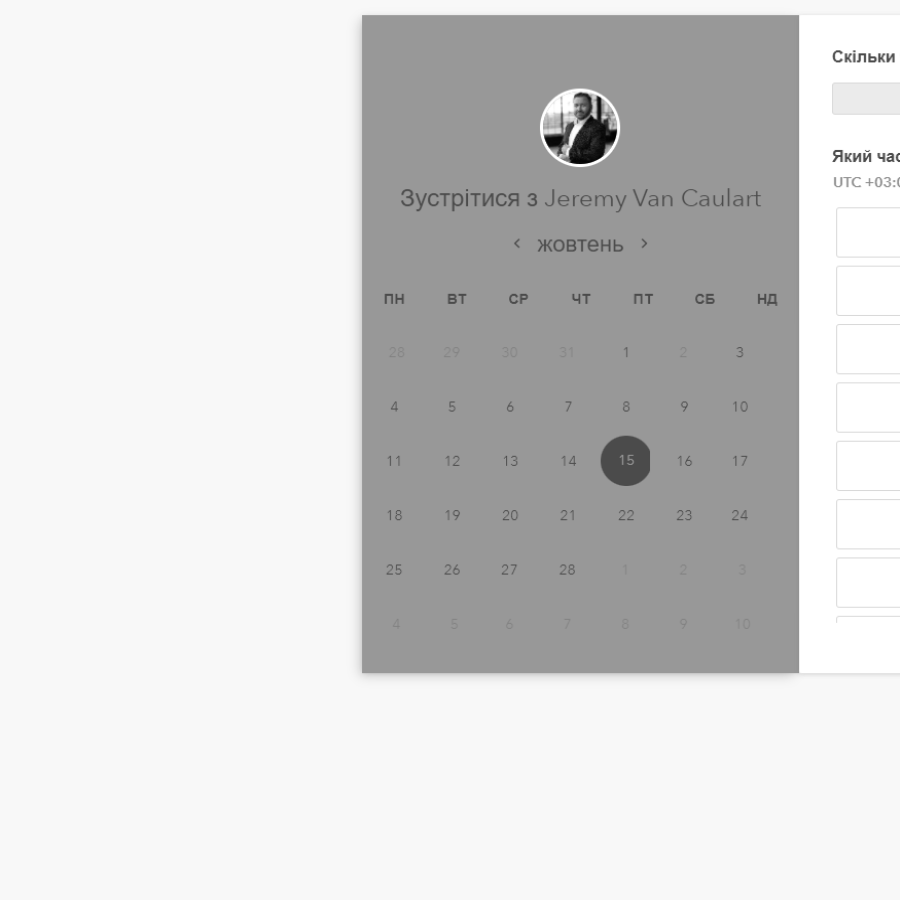 Зустрітися з Jeremy Van Caulart
жовтень
ПН ВТ СР ЧТ ПТ СБ НД
28 29 30 31 1 2 3
4 5 6 7 8 9 10
11 12 13 14 15 16 17
18 19 20 21 22 23 24
25 26 27 28 1 2 3
4 5 6 7 8 9 10
Скільки
Який час
UTC +03:0